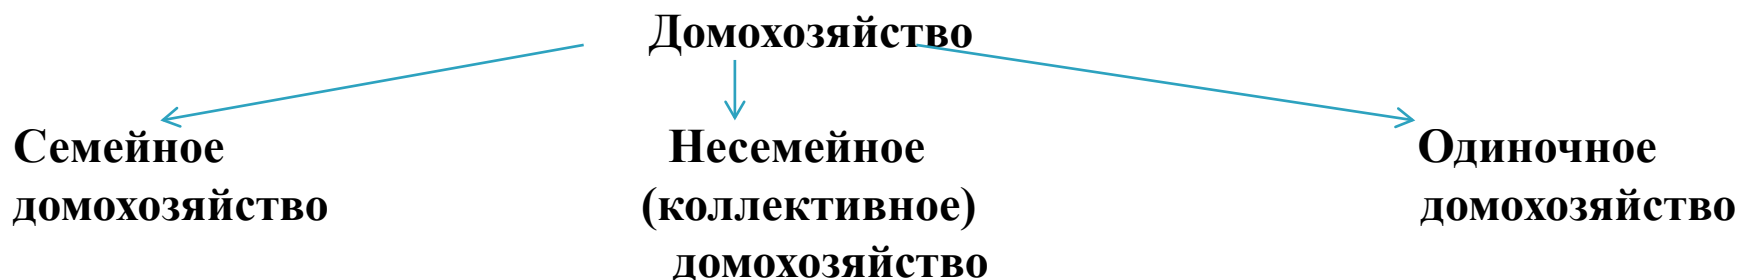 Домохозяйство
Семейное
домохозяйство
Несемейное
(коллективное)
домохозяйство
Одиночное
домохозяйство